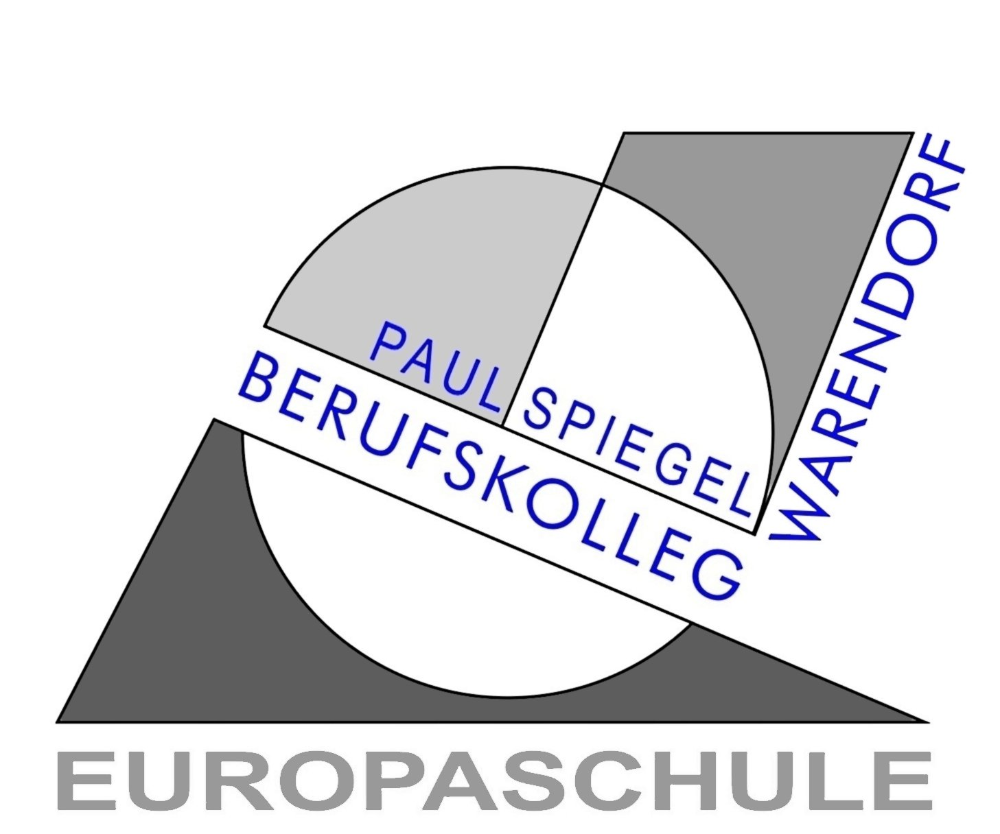 PAUL SPIEGEL
BERUFSKOLLEG
WARENDORF
EUROPASCHULE